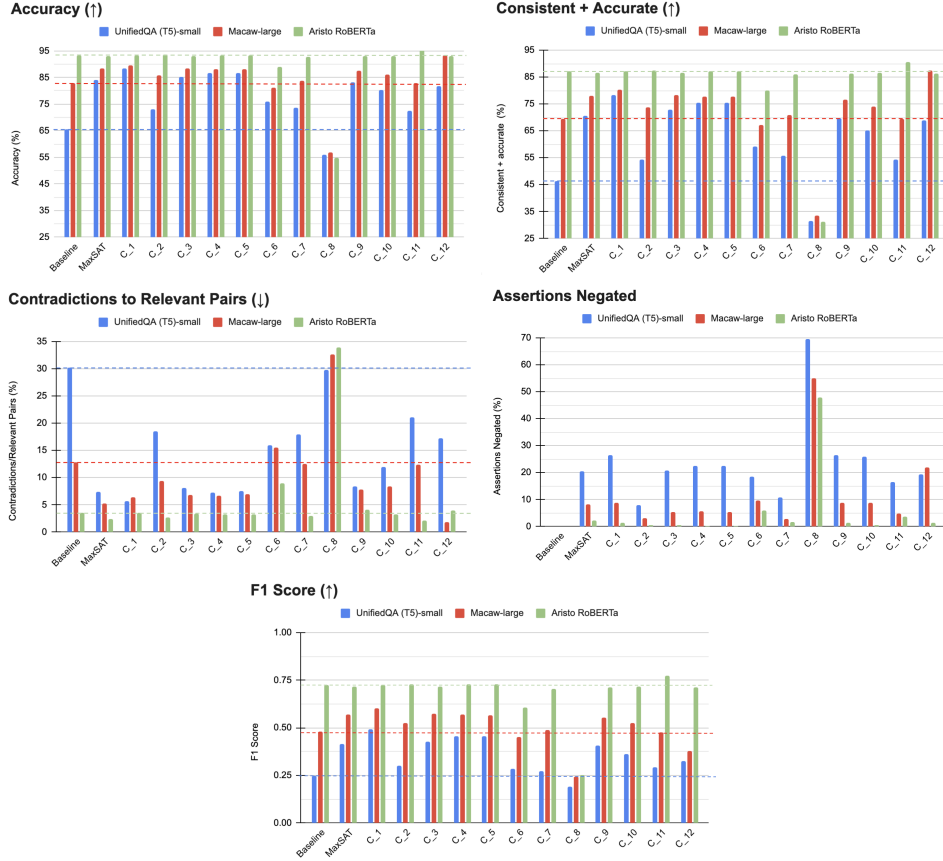 Accuracy (↑)
UnifiedQA (T5)-small Macaw-large Aristo RoBERTa
Accuracy (%)
95
85
75
65
55
45
35
25
Baseline MaxSAT C_1 C_2 C_3 C_4 C_5 C_6 C_7 C_8 C_9 C_10 C_11 C_12
Consistent + Accurate (↑)
UnifiedQA (T5)-small Macaw-large Aristo RoBERTa
Consistent + accurate (%)
95
85
75
65
55
45
35
25
Baseline MaxSAT C_1 C_2 C_3 C_4 C_5 C_6 C_7 C_8 C_9 C_10 C_11 C_12
Contradictions to Relevant Pairs (↓)
UnifiedQA (T5)-small Macaw-large Aristo RoBERTa
Contradictions/Relevant Pairs (%)
35
30
25
20
15
10
5
0
Baseline MaxSAT C_1 C_2 C_3 C_4 C_5 C_6 C_7 C_8 C_9 C_10 C_11 C_12
Assertions Negated
UnifiedQA (T5)-small Macaw-large Aristo RoBERTa
Assertions Negated (%)
70
60
50
40
30
20
10
0
Baseline MaxSAT C_1 C_2 C_3 C_4 C_5 C_6 C_7 C_8 C_9 C_10 C_11 C_12
F1 Score (↑)
UnifiedQA (T5)-small Macaw-large Aristo RoBERTa
F1 Score
1.00
0.75
0.50
0.25
0.00
Baseline MaxSAT C_1 C_2 C_3 C_4 C_5 C_6 C_7 C_8 C_9 C_10 C_11 C_12